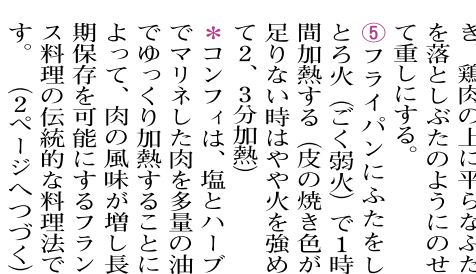 き、鶏肉の上に平らなふた
を落としぶたのようにのせ
て重しにする。
⑤フライパンにふたをし
とろ火（ごく弱火）で1時
間加熱する（皮の焼き色が
足りない時はやや火を強め
て2、3分加熱）
＊コンフィは、塩とハーブ
でマリネした肉を多量の油
でゆっくり加熱することに
よって、肉の風味が増し長
期保存を可能にするフラン
ス料理の伝統的な料理法で
す。　（2ページへつづく）